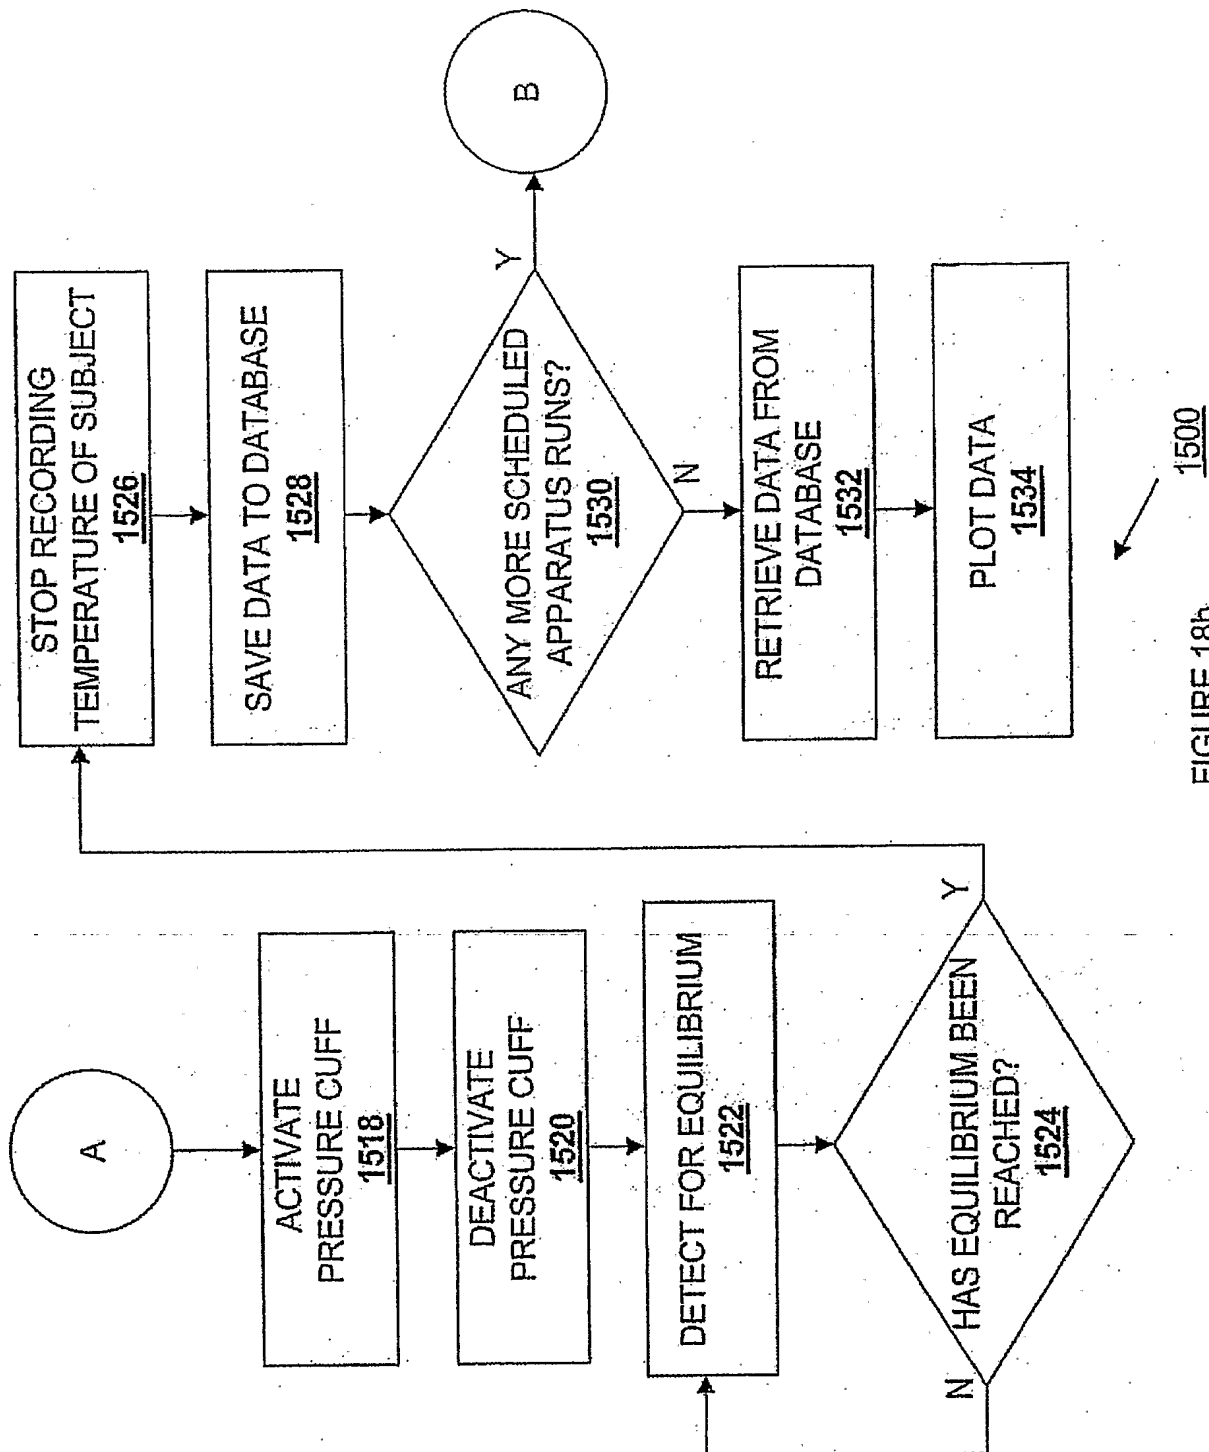 A
ACTIVATE
PRESSURE CUFF
1518
DEACTIVATE
PRESSURE CUFF
1520
DETECT FOR EQUILIBRIUM
1522
HAS EQUILIBRIUM BEEN
REACHED?
1524
N
Y
STOP RECORDING
TEMPERATURE OF SUBJECT
1526
SAVE DATA TO DATABASE
1528
ANY MORE SCHEDULED
APPARATUS RUNS?
1530
Y
B
N
RETRIEVE DATA FROM
DATABASE
1532
PLOT DATA
1534
1500
FIGURE 18b